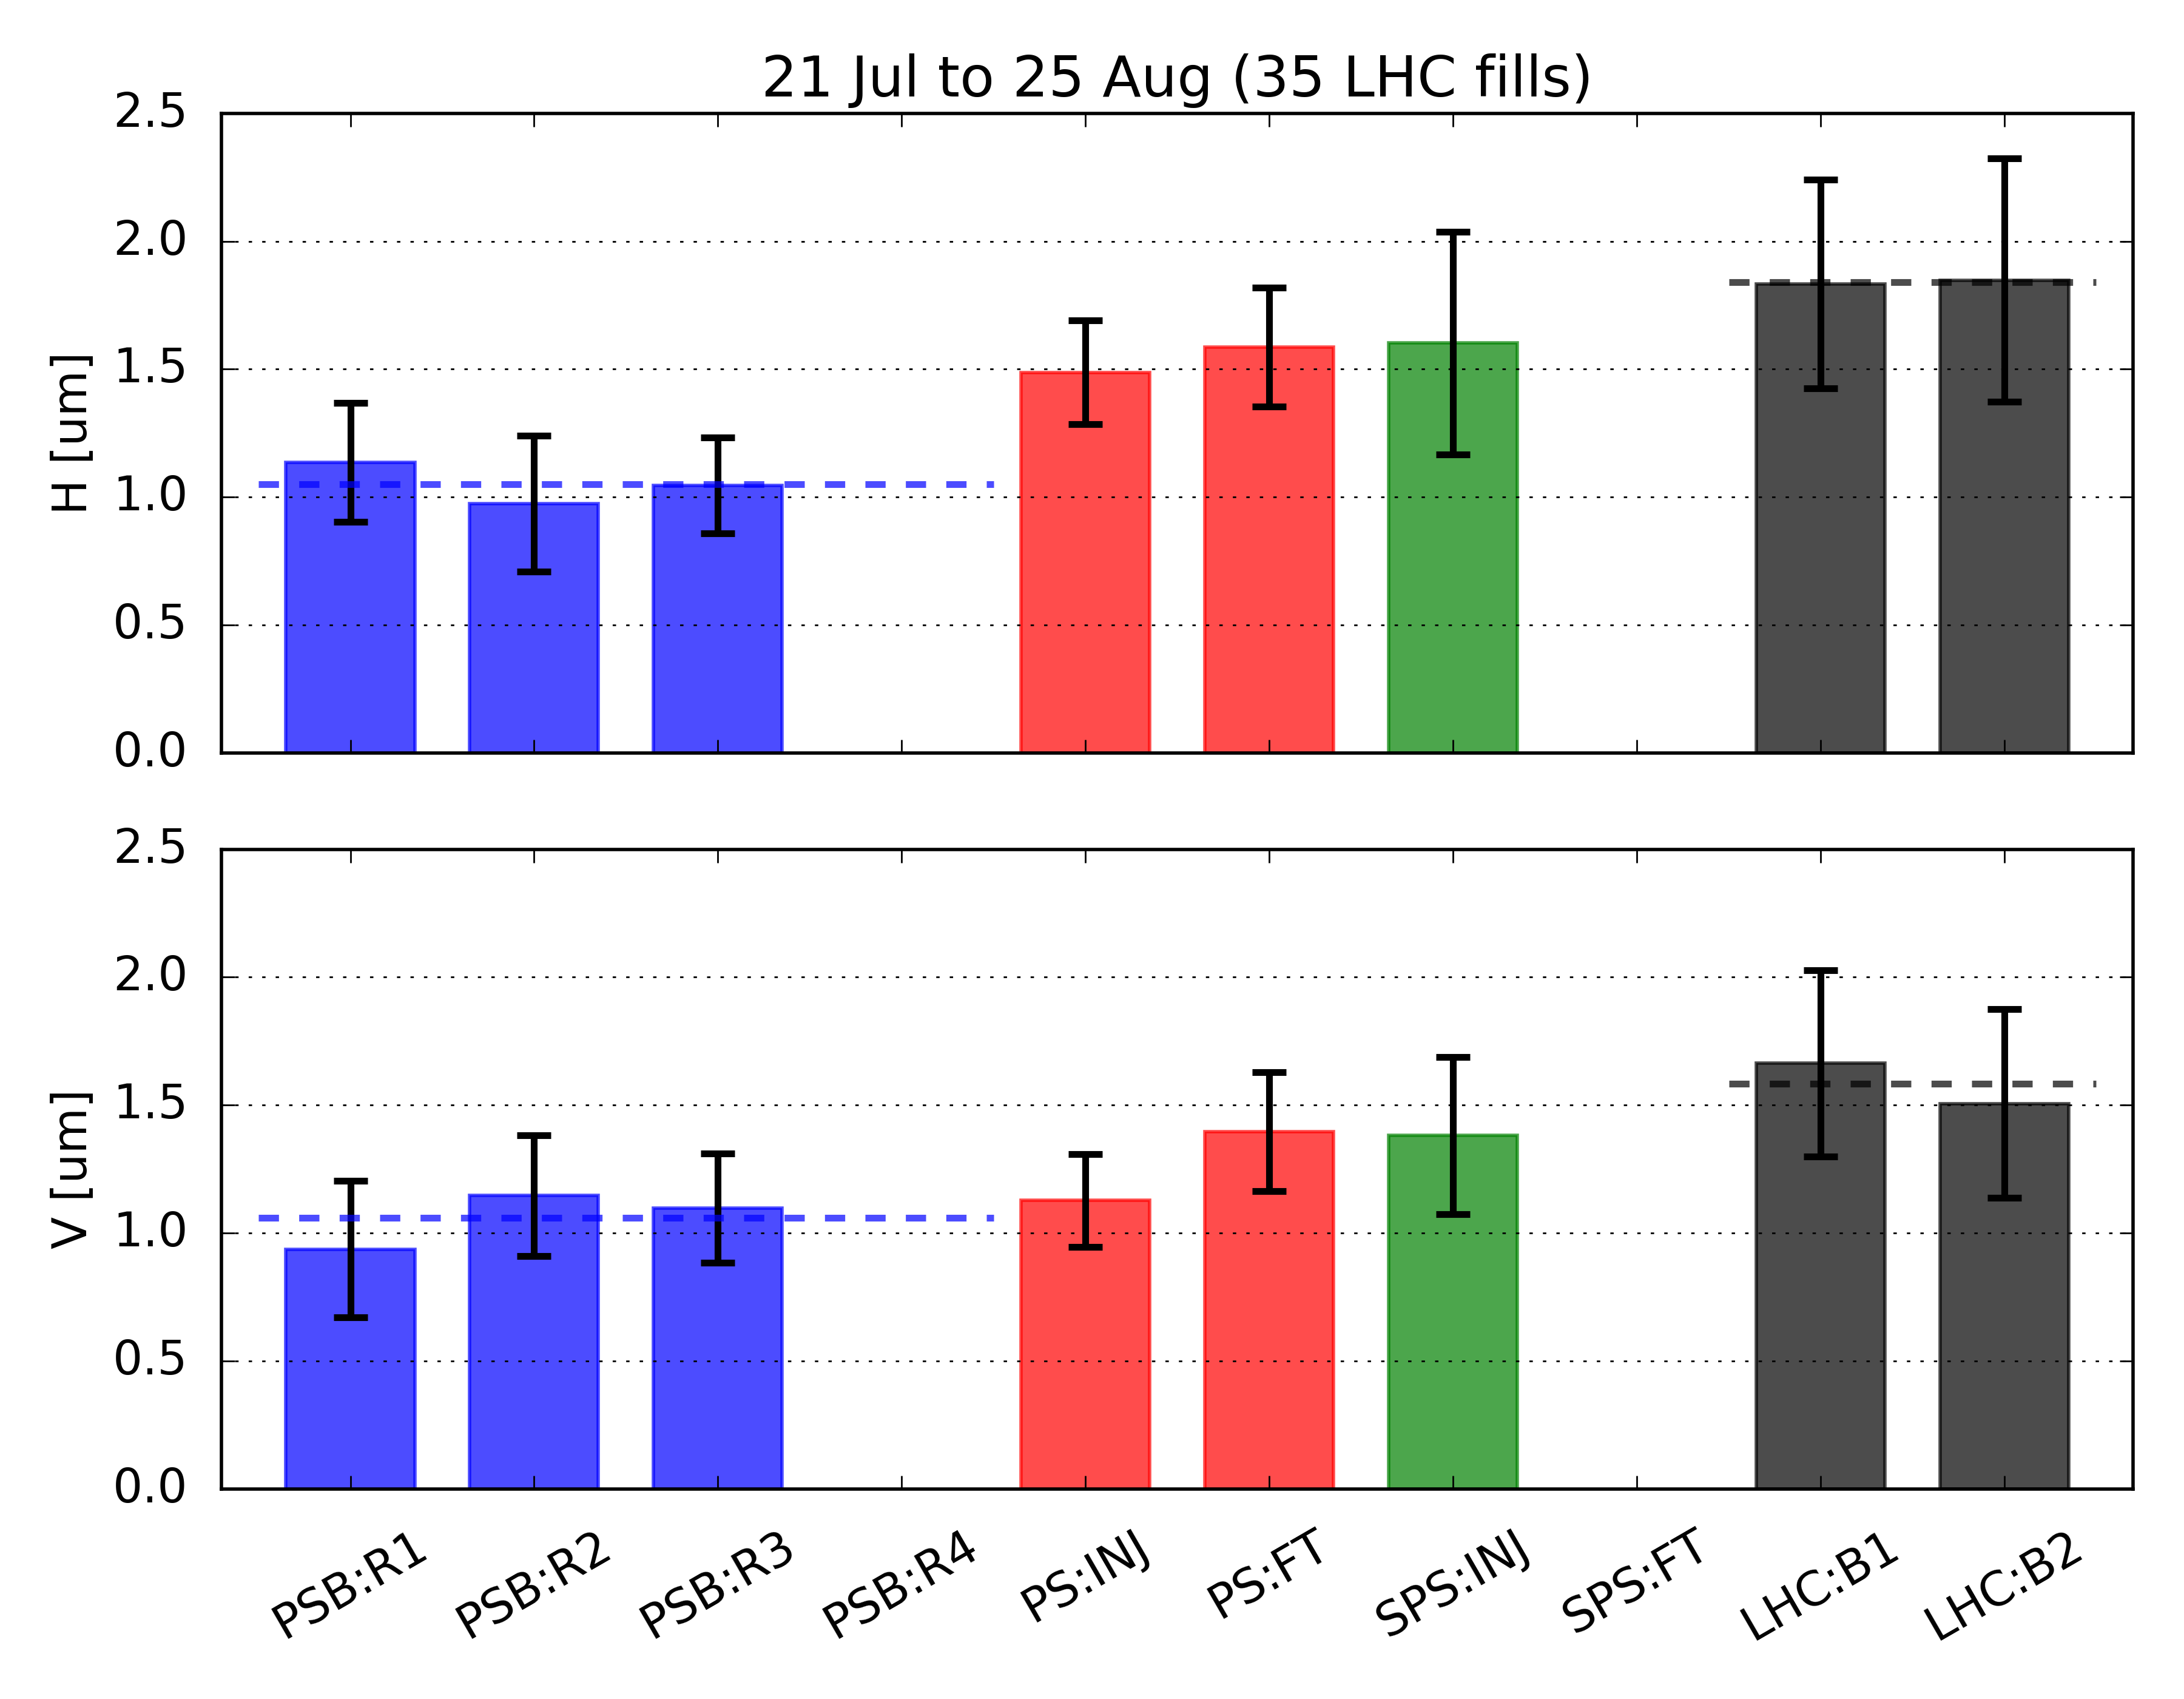 21 Jul to 25 Aug (35 LHC fills)
2.5
2.0
1.5
1.0
0.5
0.0
H [um]
2.5
2.0
1.5
1.0
0.5
0.0
V [um]
PSB:R1
PSB:R2
PSB:R3
PSB:R4
PS:INJ
PS:FT
SPS:INJ
SPS:FT
LHC:B1
LHC:B2